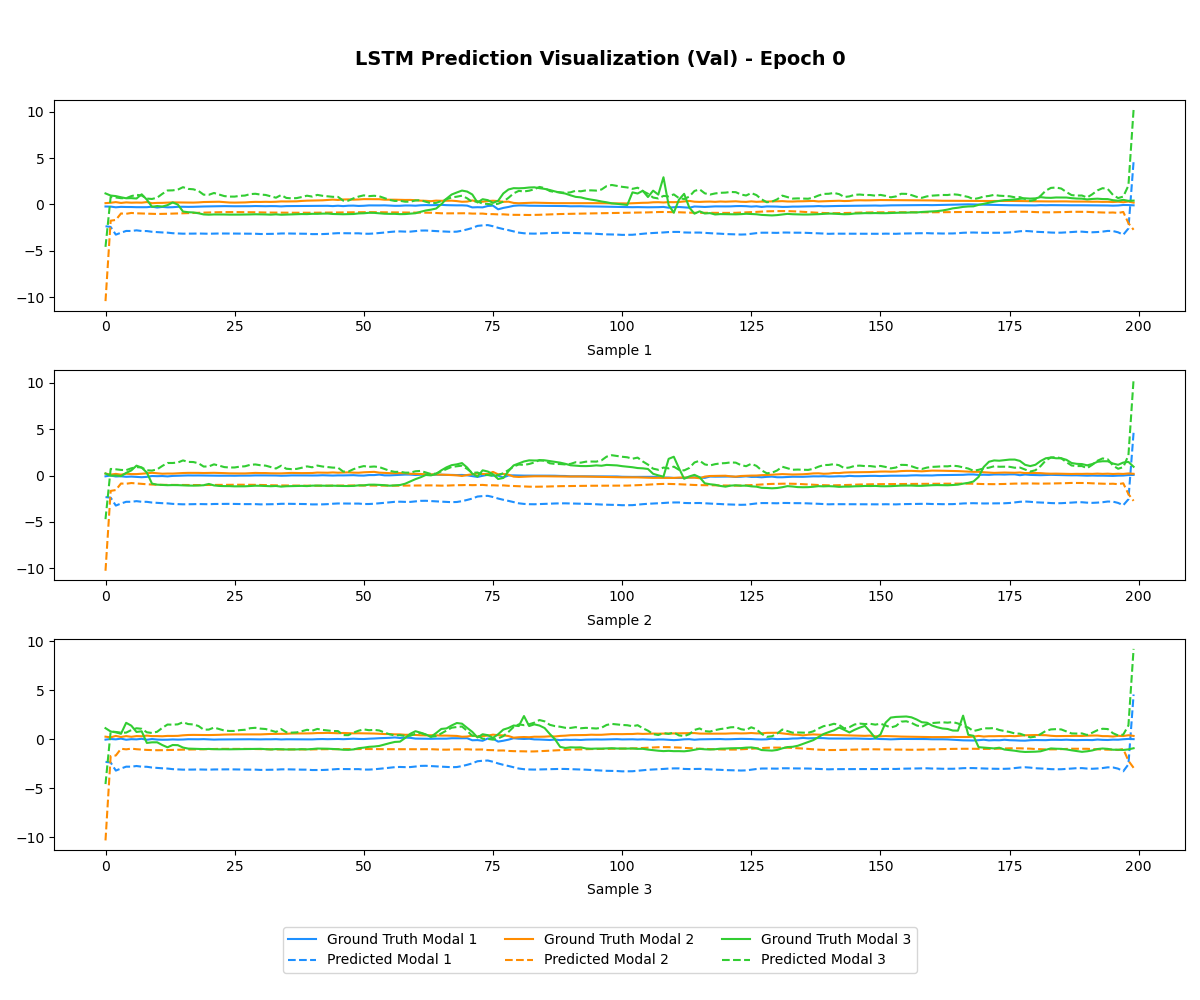 LSTM Prediction Visualization (Val) - Epoch 0
10
5
0
−5
−10
0 25 50 75 100 125 150 175 200
Sample 1
10
5
0
−5
−10
0 25 50 75 100 125 150 175 200
Sample 2
10
5
0
−5
−10
0 25 50 75 100 125 150 175 200
Sample 3
Ground Truth Modal 1 Ground Truth Modal 2 Ground Truth Modal 3
Predicted Modal 1 Predicted Modal 2 Predicted Modal 3